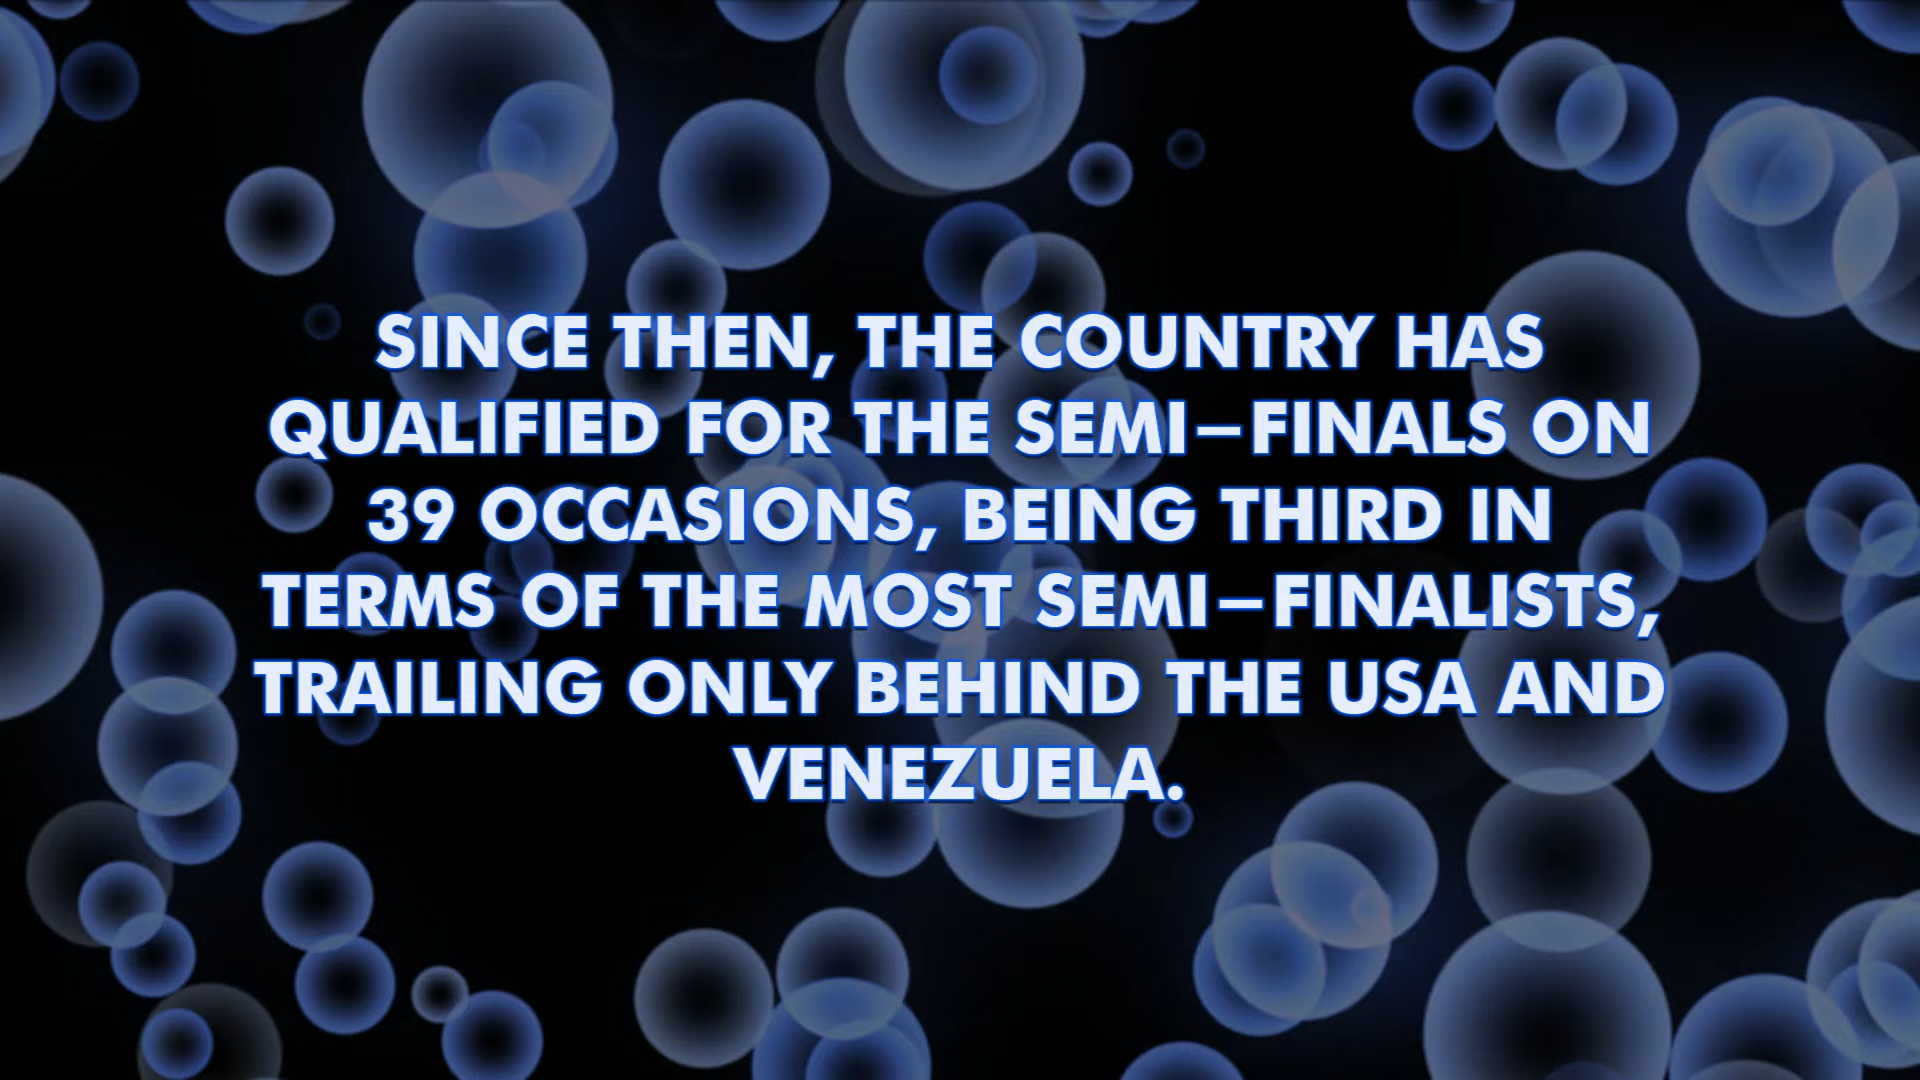 SINCE THEN, THE COUNTRY HAS
QUALIFIED FOR THE SEMI–FINALS ON
39 OCCASIONS, BEING THIRD IN
TERMS OF THE MOST SEMI–FINALISTS,
TRAILING ONLY BEHIND THE USA AND
VENEZUELA.